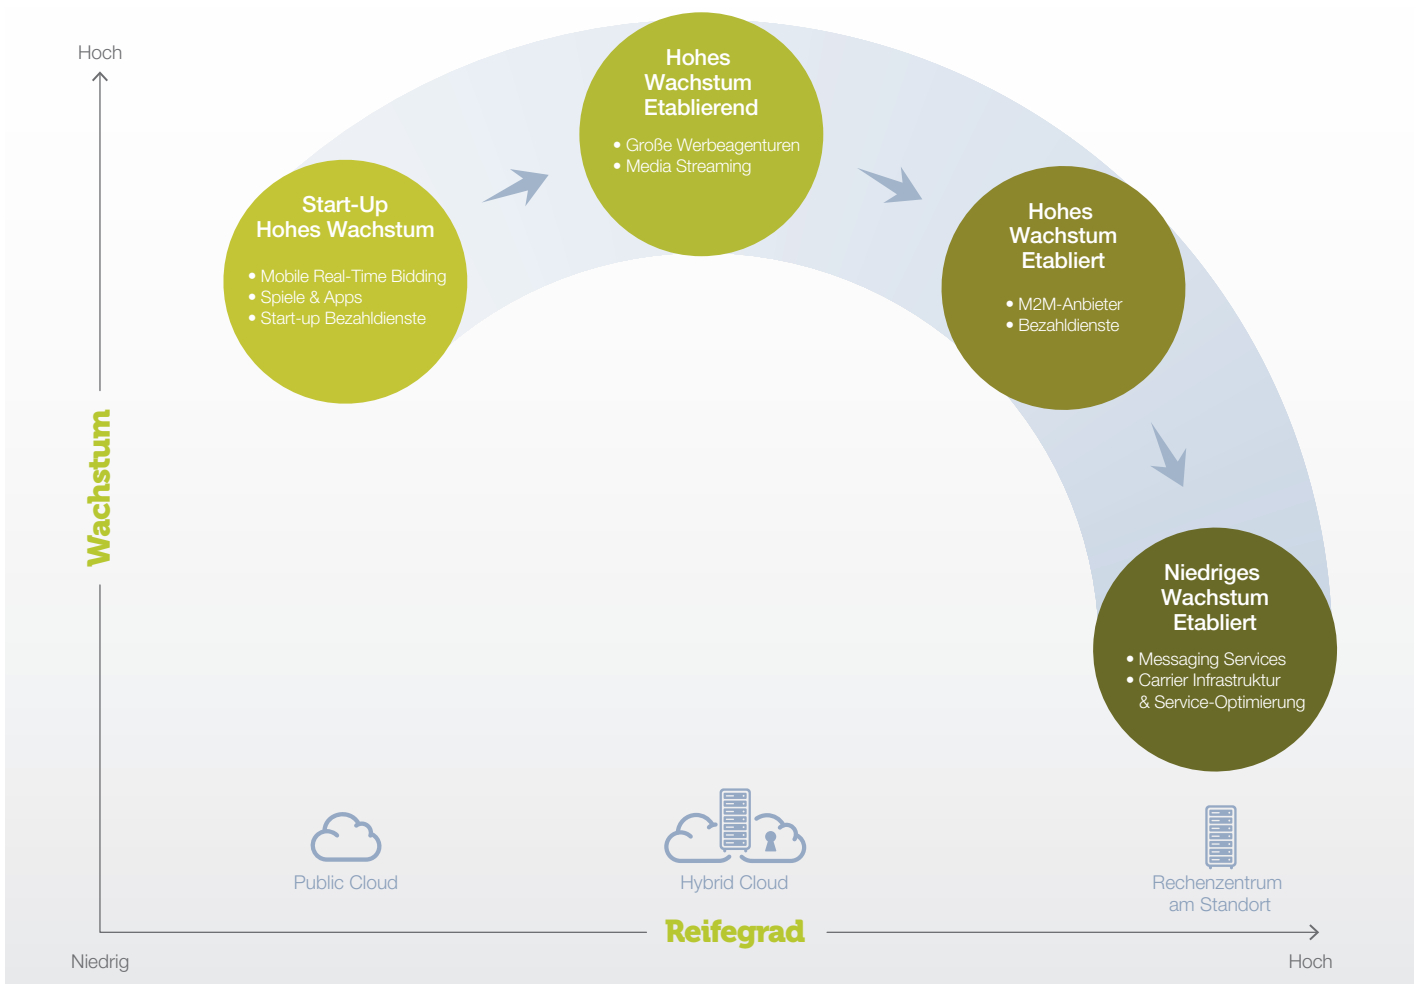 Hoch
Hohes
Wachstum
Etablierend
• Große Werbeagenturen
• Media Streaming
Start-Up
Hohes Wachstum
• Mobile Real-Time Bidding
• Spiele & Apps
• Start-up Bezahldienste
Hohes
Wachstum
Etabliert
• M2M-Anbieter
• Bezahldienste
Wachstum
Niedriges
Wachstum
Etabliert
• Messaging Services
• Carrier Infrastruktur
& Service-Optimierung
Public Cloud
Hybrid Cloud
Rechenzentrum
am Standort
Reifegrad
Niedrig
Hoch